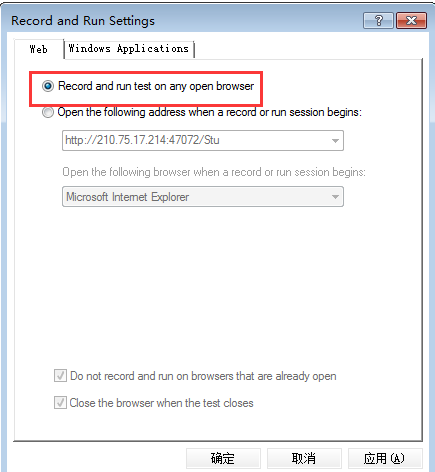 Record and Run Settings
Web
Windows Applications
Record and run test on any open browser
Open the following address when a record or run session begins:
http://210.75.17.214:47072/Stu
Open the following browser when a record or run session begins:
Microsoft Internet Explorer
Do not record and run on browsers that are already open
Close the browser when the test closes
确定
取消
应用(A)